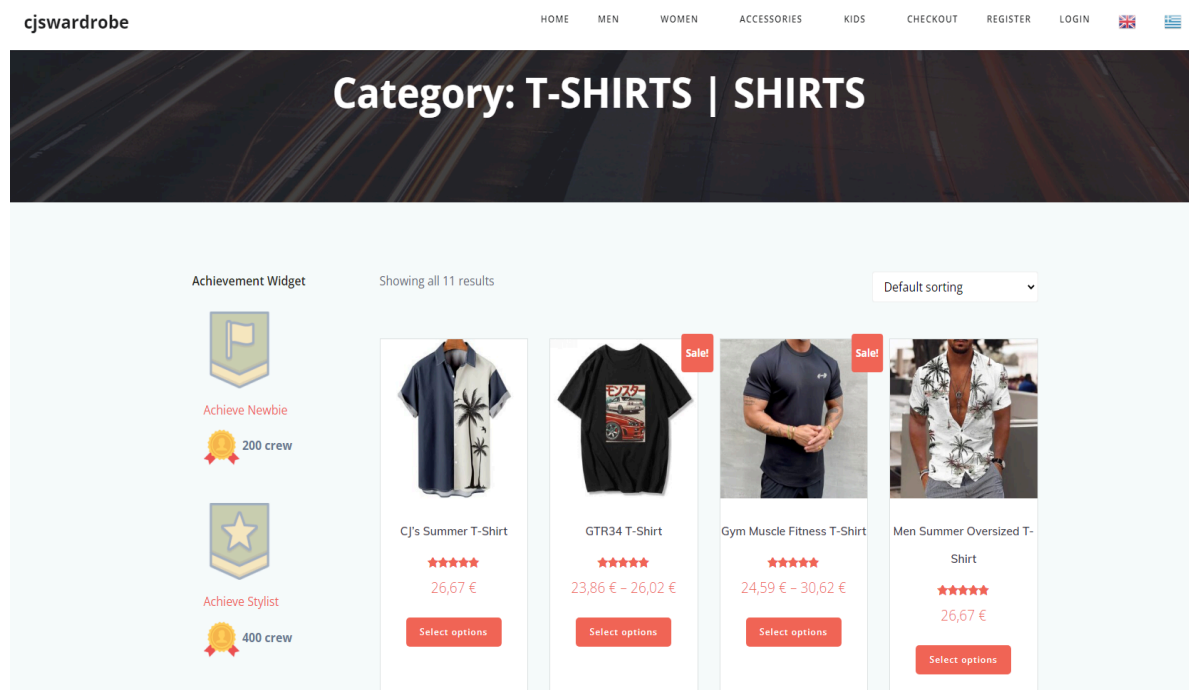 cjswardrobe
HOME MEN WOMEN ACCESSORIES KIDS CHECKOUT REGISTER LOGIN
Category: T-SHIRTS | SHIRTS
Achievement Widget
Achieve Newbie
200 crew
Achieve Stylist
400 crew
Showing all 11 results
Default sorting
CJ's Summer T-Shirt
26,67 €
Select options
Sale!
モンスター
GTR34 T-Shirt
23,86 € – 26,02 €
Select options
Sale!
Gym Muscle Fitness T-Shirt
24,59 € – 30,62 €
Select options
Men Summer Oversized T-
Shirt
26,67 €
Select options